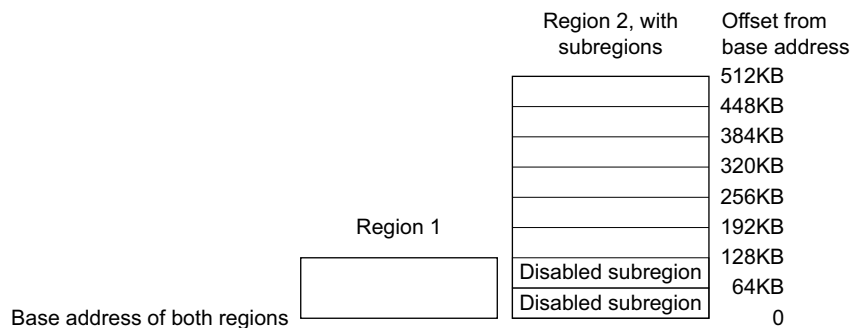 Region 2, with
subregions
Offset from
base address
512KB
448KB
384KB
320KB
256KB
192KB
Region 1
128KB
Disabled subregion
64KB
Disabled subregion
Base address of both regions
0